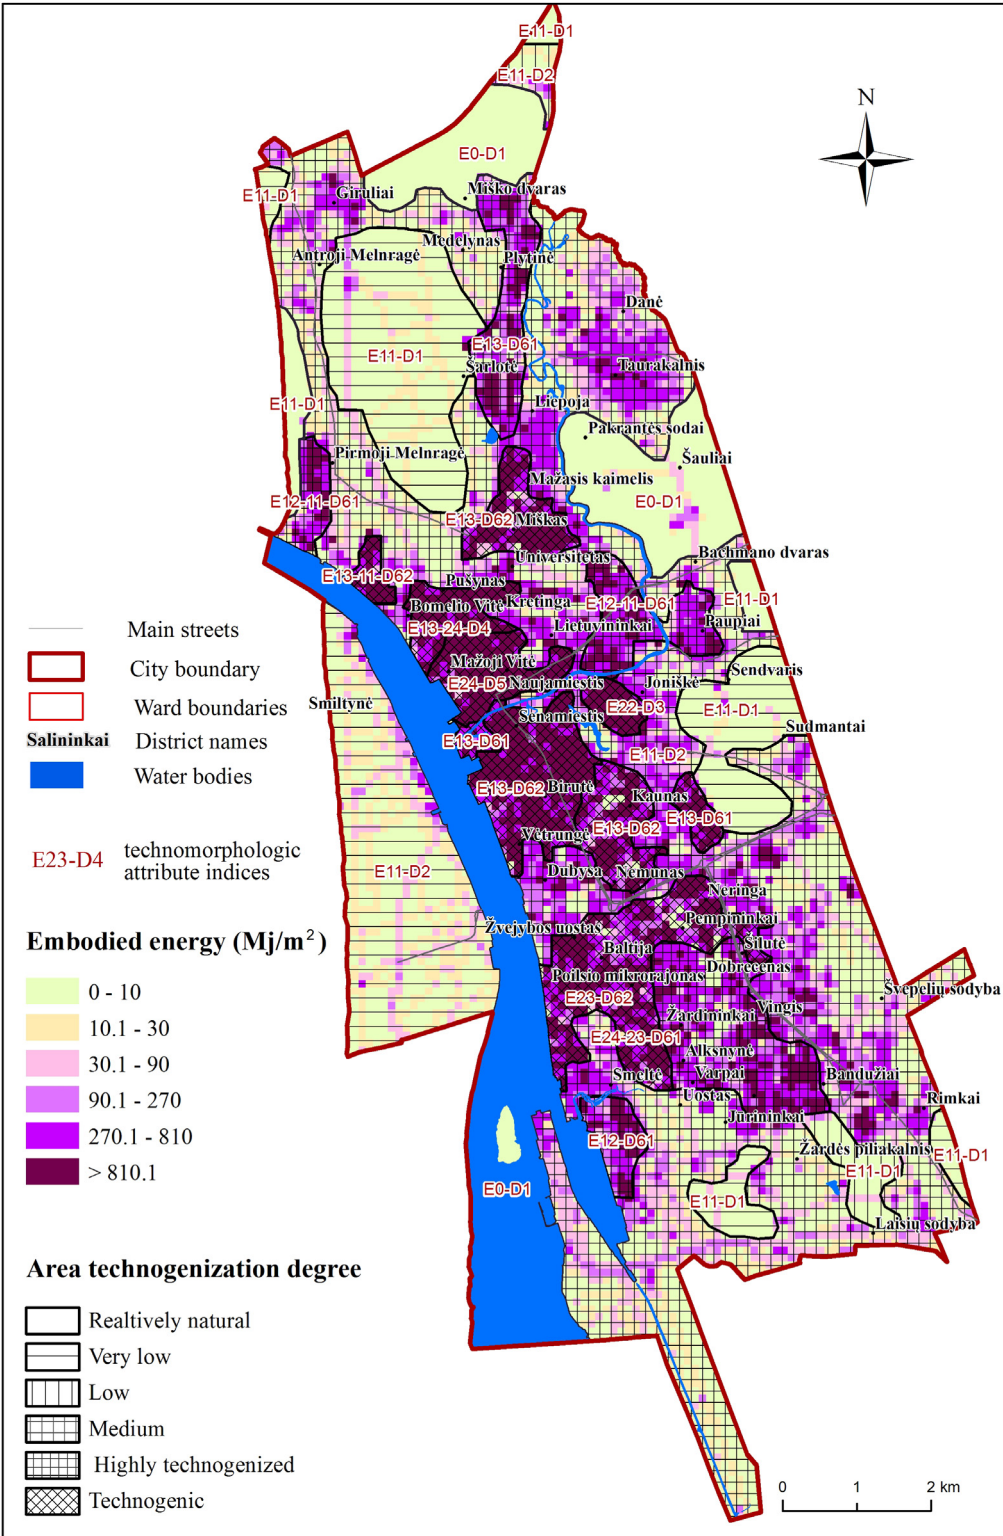 E11-D1
E11-D2
N
E0-D1
E11-D1
Giruliai
Miško dvaras
Medelynas
Antroji Melnragė
Plytinė
Danė
E13-D61
E11-D1
Šarlotė
Taurakalnis
Liepoja
E11-D1
Pakrantės sodai
Pirmoji Melnragė
Šauliai
Mažasis kaimelis
E12-11-D61
E0-D1
E13-D62
Miškas
Universitetas
Bachmano dvaras
E13-11-D62
Pušynas
Bomelio Vitė
Kretinga
E12-11-D61
E11-D1
E13-24-D4
Lietuvininkai
Paupiai
Main streets
City boundary
Ward boundaries
Salininkai
District names
Water bodies
E23-D4
technomorphologic
attribute indices
Mažoji Vitė
Sendvaris
E24-D5
Naujamiestis
Joniškė
Smiltynė
Senamiestis
E22-D3
E11-D1
Sudmantai
E13-D61
E11-D2
E13-D62
Birutė
Kaunas
E13-D61
Vėtrungė
E13-D62
E11-D2
Dubysa
Nemunas
Neringa
Žvejybos uostas
Pempininkai
Baltija
Šilutė
Poilsio mikrorajonas
Dobrecenas
Švepelių sodyba
E23-D62
Žardininkai
Vingis
E24-23-D61
Alksnynė
Smeltė
Varpai
Bandužiai
Uostas
Rimkai
Jūrininkai
E12-D61
Žardės piliakalnis
E11-D1
E11-D1
E0-D1
E11-D1
Laisių sodyba
Embodied energy (Mj/m²)
0 - 10
10.1 - 30
30.1 - 90
90.1 - 270
270.1 - 810
> 810.1
Area technogenization degree
Realtively natural
Very low
Low
Medium
Highly technogenized
Technogenic
0 1 2 km